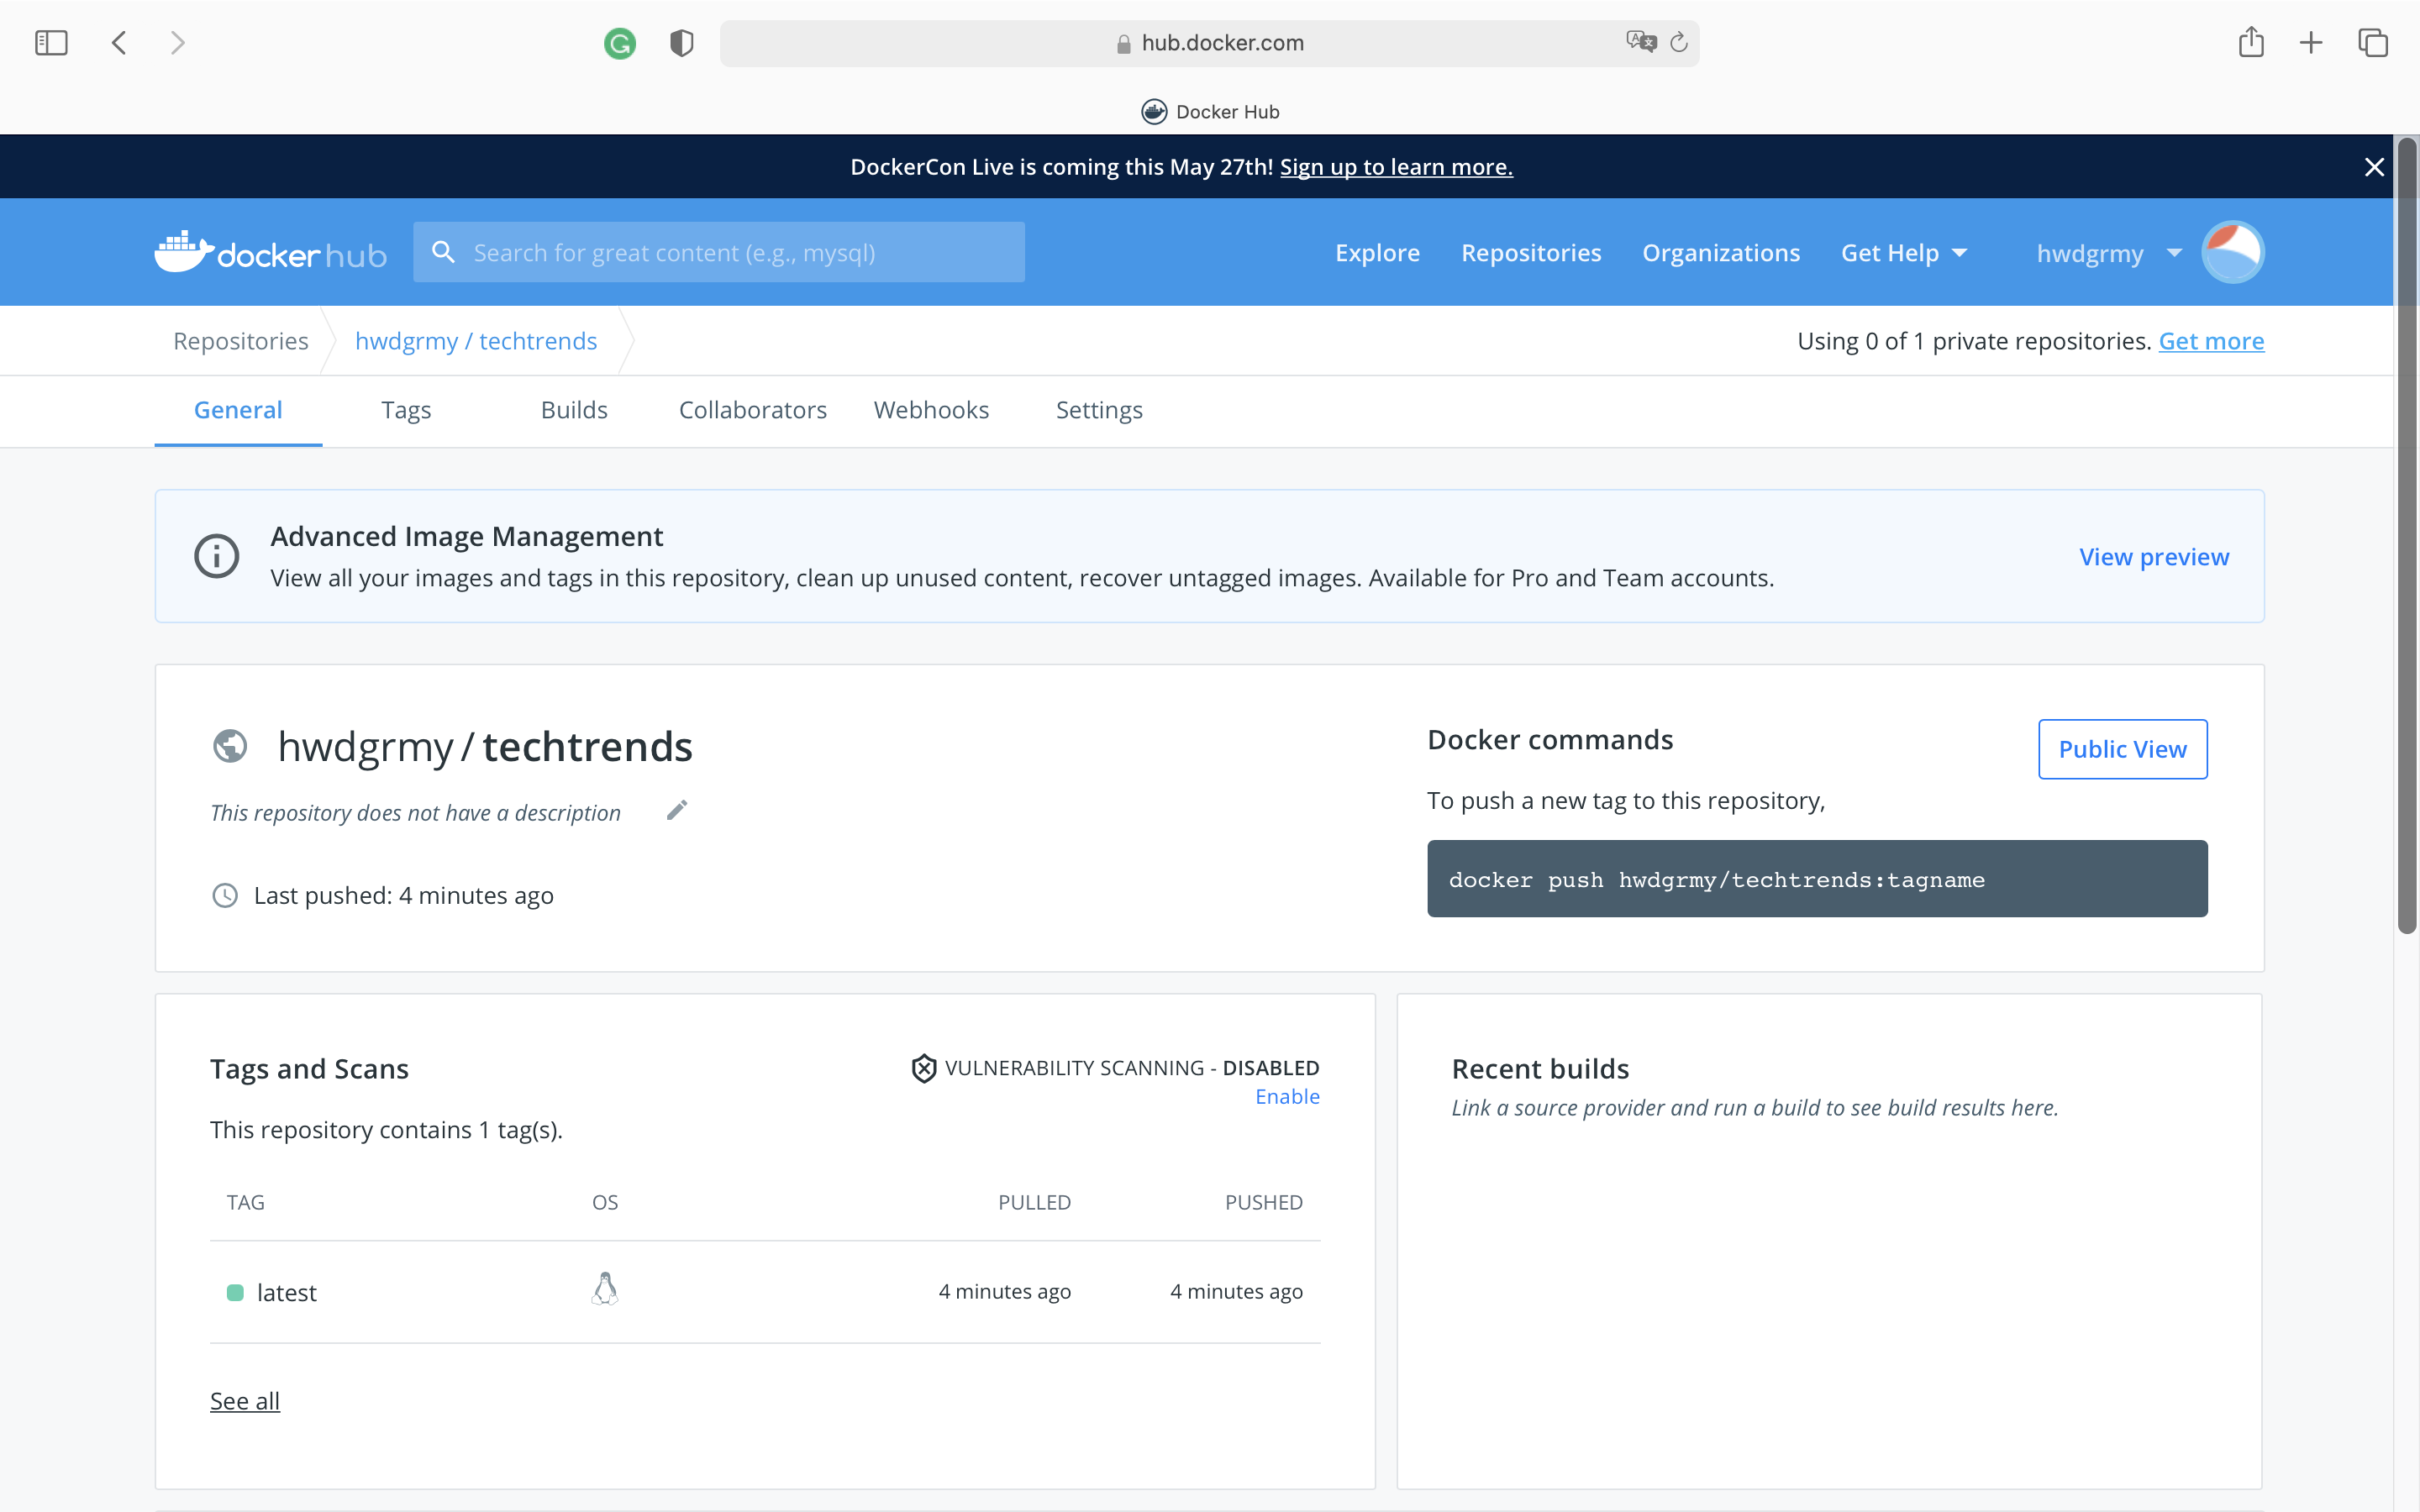 hub.docker.com
Docker Hub
DockerCon Live is coming this May 27th! Sign up to learn more.
docker hub
Search for great content (e.g., mysql)
Explore
Repositories
Organizations
Get Help
hwdgrmy
Repositories
hwdgrmy / techtrends
Using 0 of 1 private repositories. Get more
General
Tags
Builds
Collaborators
Webhooks
Settings
Advanced Image Management
View all your images and tags in this repository, clean up unused content, recover untagged images. Available for Pro and Team accounts.
View preview
hwdgrmy / techtrends
This repository does not have a description
Last pushed: 4 minutes ago
Docker commands
Public View
To push a new tag to this repository,
docker push hwdgrmy/techtrends:tagname
Tags and Scans
VULNERABILITY SCANNING - DISABLED
Enable
This repository contains 1 tag(s).
TAG OS PULLED PUSHED
latest 4 minutes ago 4 minutes ago
See all
Recent builds
Link a source provider and run a build to see build results here.